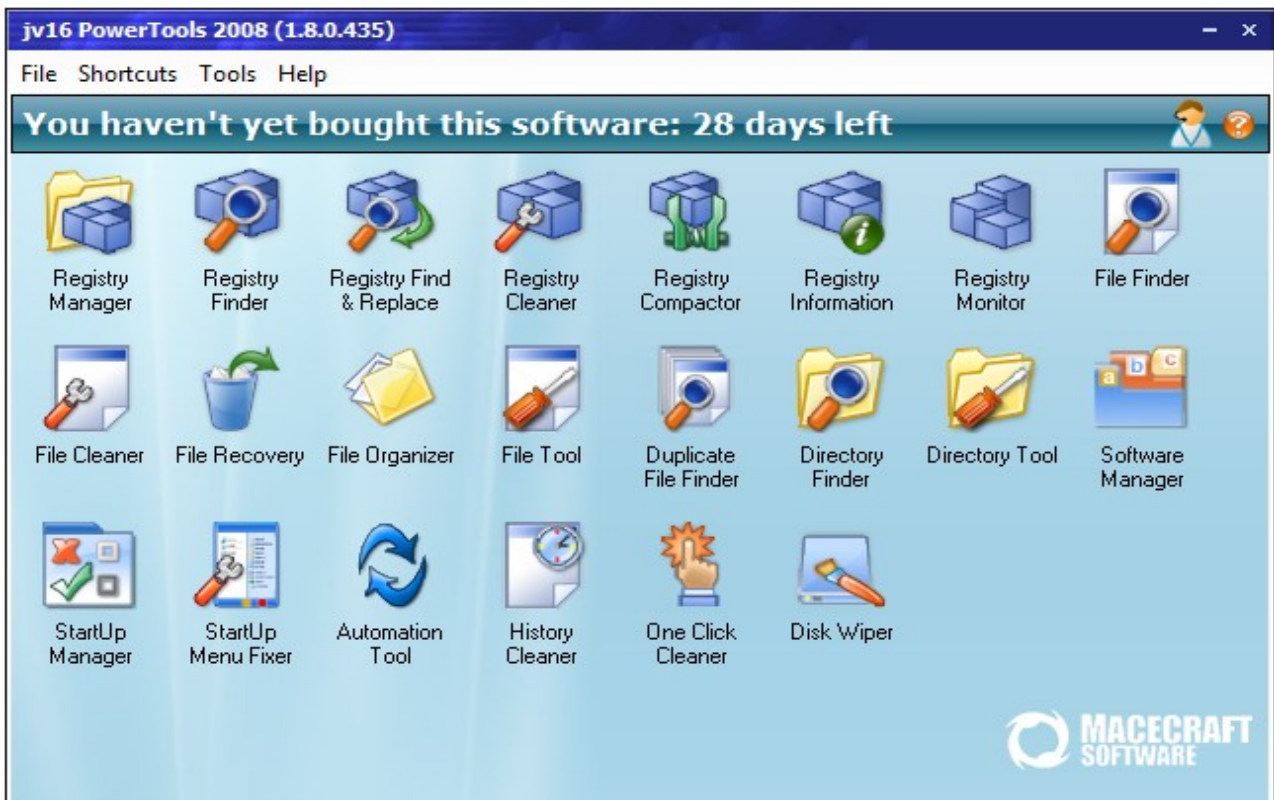 jv16 PowerTools 2008 (1.8.0.435)
File Shortcuts Tools Help
You haven't yet bought this software: 28 days left
Registry Manager
Registry Finder
Registry Find & Replace
Registry Cleaner
Registry Compactor
Registry Information
Registry Monitor
File Finder
File Cleaner
File Recovery
File Organizer
File Tool
Duplicate File Finder
Directory Finder
Directory Tool
a b c
Software Manager
StartUp Manager
StartUp Menu Fixer
Automation Tool
History Cleaner
One Click Cleaner
Disk Wiper
MACECRAFT
SOFTWARE